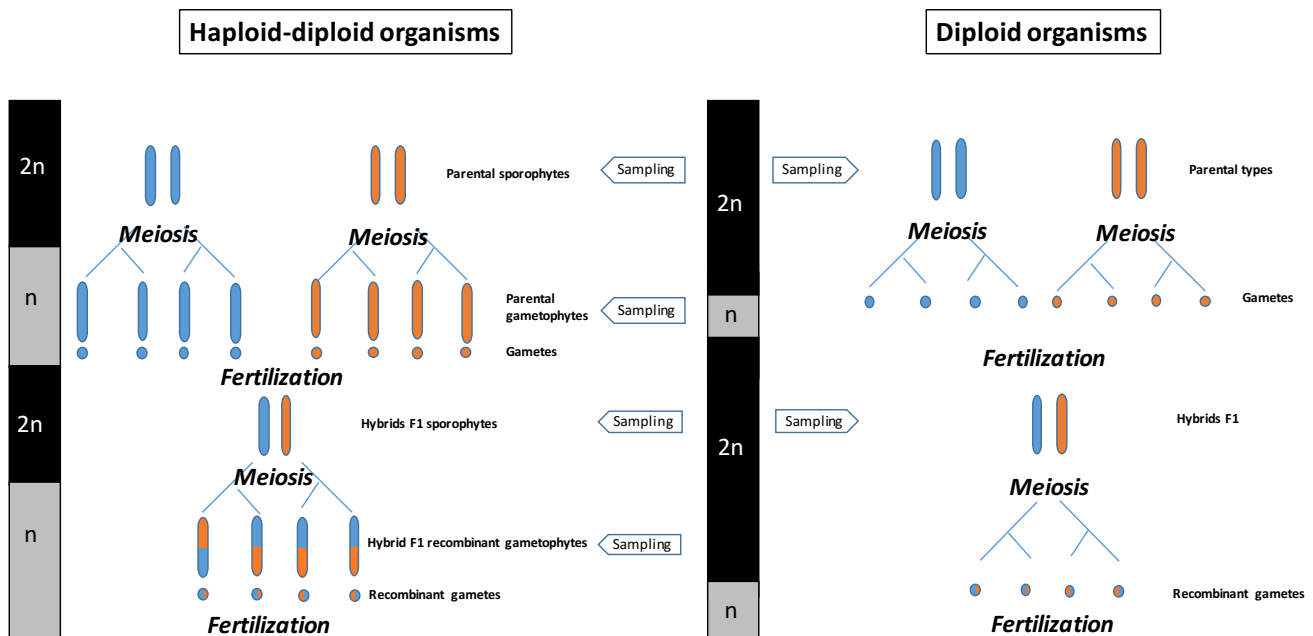 Haploid-diploid organisms
2n
Parental sporophytes
Sampling
Meiosis
Meiosis
n
Parental
gametophytes
Sampling
Gametes
Fertilization
2n
Hybrids F1 sporophytes
Sampling
Meiosis
n
Hybrid F1 recombinant gametophytes
Sampling
Recombinant gametes
Fertilization
Diploid organisms
Sampling
Parental types
2n
Meiosis
Meiosis
n
Gametes
Fertilization
Sampling
Hybrids F1
2n
Meiosis
n
Recombinant gametes
Fertilization